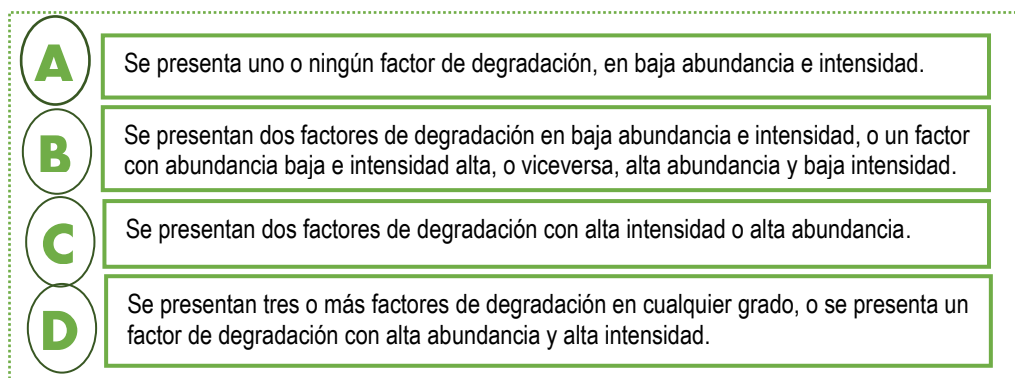 A
Se presenta uno o ningún factor de degradación, en baja abundancia e intensidad.
B
Se presentan dos factores de degradación en baja abundancia e intensidad, o un factor
con abundancia baja e intensidad alta, o viceversa, alta abundancia y baja intensidad.
C
Se presentan dos factores de degradación con alta intensidad o alta abundancia.
D
Se presentan tres o más factores de degradación en cualquier grado, o se presenta un
factor de degradación con alta abundancia y alta intensidad.